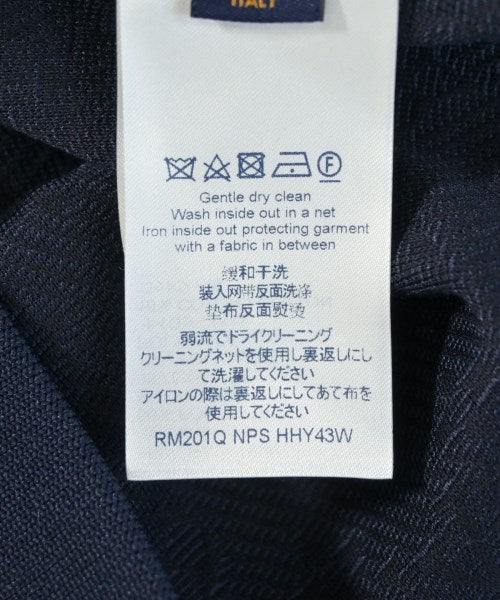 ITALY
Gentle dry clean
Wash inside out in a net
Iron inside out protecting garment
with a fabric in between
缓和干洗
装入网带反面洗涤
垫布反面熨烫
弱流でドライクリーニング
クリーニングネットを使用し裏返しにし
て洗濯してください
アイロンの際は裏返しにしてあて布を
使用してください
RM201Q NPS HHY43W